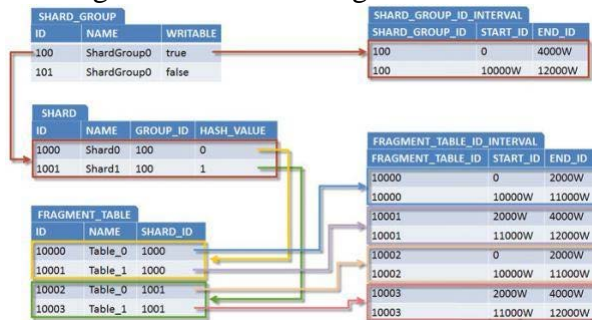 SHARD_GROUP
ID NAME WRITABLE
100 ShardGroup0 true
101 ShardGroup0 false
SHARD_GROUP_ID_INTERVAL
SHARD_GROUP_ID START_ID END_ID
100 0 4000W
100 10000W 12000W
SHARD
ID NAME GROUP_ID HASH_VALUE
1000 Shard0 100 0
1001 Shard1 100 1
FRAGMENT_TABLE
ID NAME SHARD_ID
10000 Table_0 1000
10001 Table_1 1000
10002 Table_0 1001
10003 Table_1 1001
FRAGMENT_TABLE_ID_INTERVAL
FRAGMENT_TABLE_ID START_ID END_ID
10000 0 2000W
10000 10000W 11000W
10001 2000W 4000W
10001 11000W 12000W
10002 0 2000W
10002 10000W 11000W
10003 2000W 4000W
10003 11000W 12000W